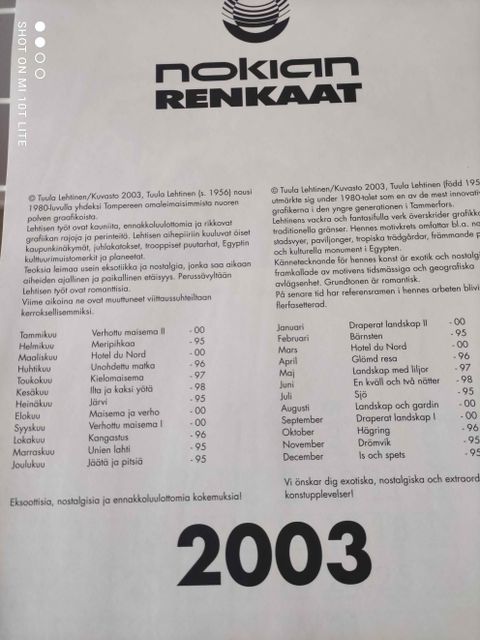 SHOT ON MI 10T LITE
nokian
RENKAAT
© Tuula Lehtinen/Kuvasto 2003, Tuula Lehtinen (s. 1956) nousi
1980-luvulla yhdeksi Tampereen omaleimaisimmista nuoren
polven graafikoista.
Lehtisen työt ovat kauniita, ennakkoluulottomia ja rikkovat
grafiikan rajoja ja perinteitä. Lehtisen aihepiiriin kuuluvat öiset
kaupunkinäkymät, juhlakatokset, trooppiset puutarhat, Egyptin
kulttuurimuistomerkit ja planeetat.
Teoksia leimaa usein eksotiikka ja nostalgia, jonka saa aikaan
aiheiden ajallinen ja paikallinen etäisyys. Perussävyltään
Lehtisen työt ovat romanttisia.
Viime aikoina ne ovat muuttuneet viittaussuhteiltaan
kerroksellisemmiksi.
Tammikuu Verhottu maisema II - 00
Helmikuu Meripihkaa - 95
Maaliskuu Hotel du Nord - 00
Huhtikuu Unohdettu matka - 96
Toukokuu Kielomaisema - 97
Kesäkuu Ilta ja kaksi yötä - 98
Heinäkuu Järvi - 95
Elokuu Maisema ja verho - 00
Syyskuu Verhottu maisema I - 00
Lokakuu Kangastus - 96
Marraskuu Unien lahti - 95
Joulukuu Jäätä ja pitsiä - 95
Eksoottisia, nostalgisia ja ennakkoluulottomia kokemuksia!
© Tuula Lehtinen/Kuvasto 2003, Tuula Lehtinen (född 195
utmärkte sig under 1980-talet som en av de mest innovativ
grafikerna i den yngre generationen i Tammerfors.
Lehtinens vackra och fantasifulla verk överskrider grafikko
traditionella gränser. Hennes motivkrets omfattar bl.a. na
stadsvyer, paviljonger, tropiska trädgårdar, främmande p
och kulturella monument i Egypten.
Kännetecknande för hennes konst är exotik och nostalgi
framkallade av motivens tidsmässiga och geografiska
avlägsenhet. Grundtonen är romantisk.
På senare tid har referensramen i hennes arbeten blivi
flerfasetterad.
Januari Draperat landskap II - 00
Februari Bärnsten - 95
Mars Hotel du Nord - 00
April Glömd resa - 96
Maj Landskap med liljor - 97
Juni En kväll och två nätter - 98
Juli Sjö - 95
Augusti Landskap och gardin - 00
September Draperat landskap I - 00
Oktober Hägring - 96
November Drömvik - 95
December Is och spets - 95
Vi önskar dig exotiska, nostalgiska och extraord
konstupplevelser!
2003